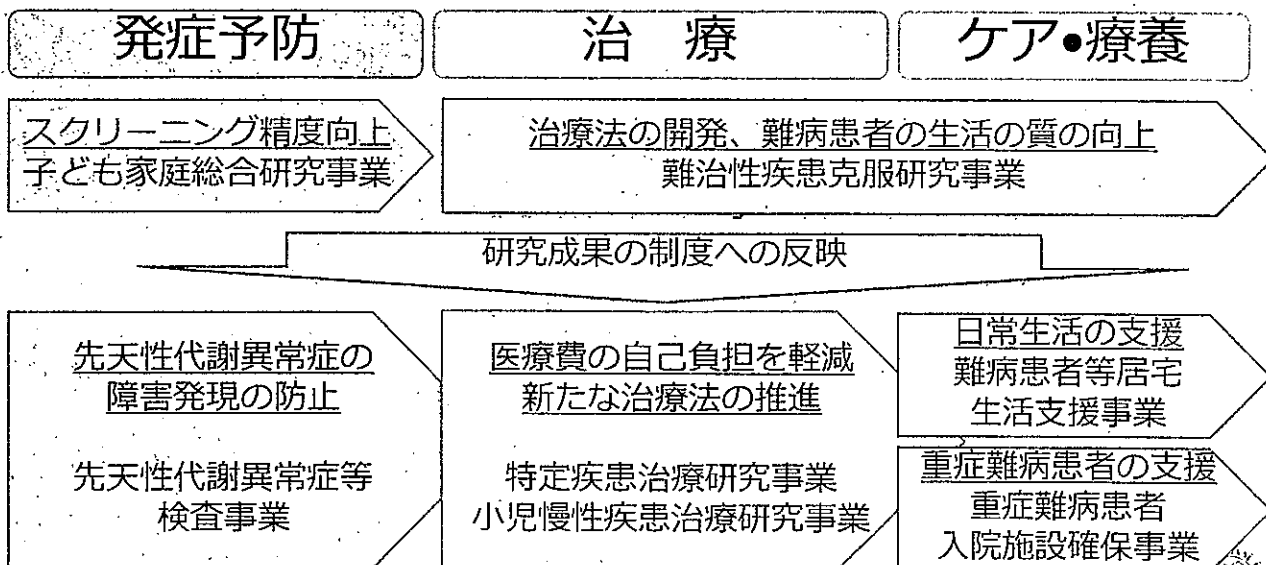 発症予防
治 療
ケア•療養
スクリーニング精度向上
子ども家庭総合研究事業
治療法の開発、難病患者の生活の質の向上
難治性疾患克服研究事業
研究成果の制度への反映
先天性代謝異常症の
障害発現の防止
先天性代謝異常症等
検査事業
医療費の自己負担を軽減
新たな治療法の推進
特定疾患治療研究事業
小児慢性疾患治療研究事業
日常生活の支援
難病患者等居宅
生活支援事業
重症難病患者の支援
重症難病患者
入院施設確保事業